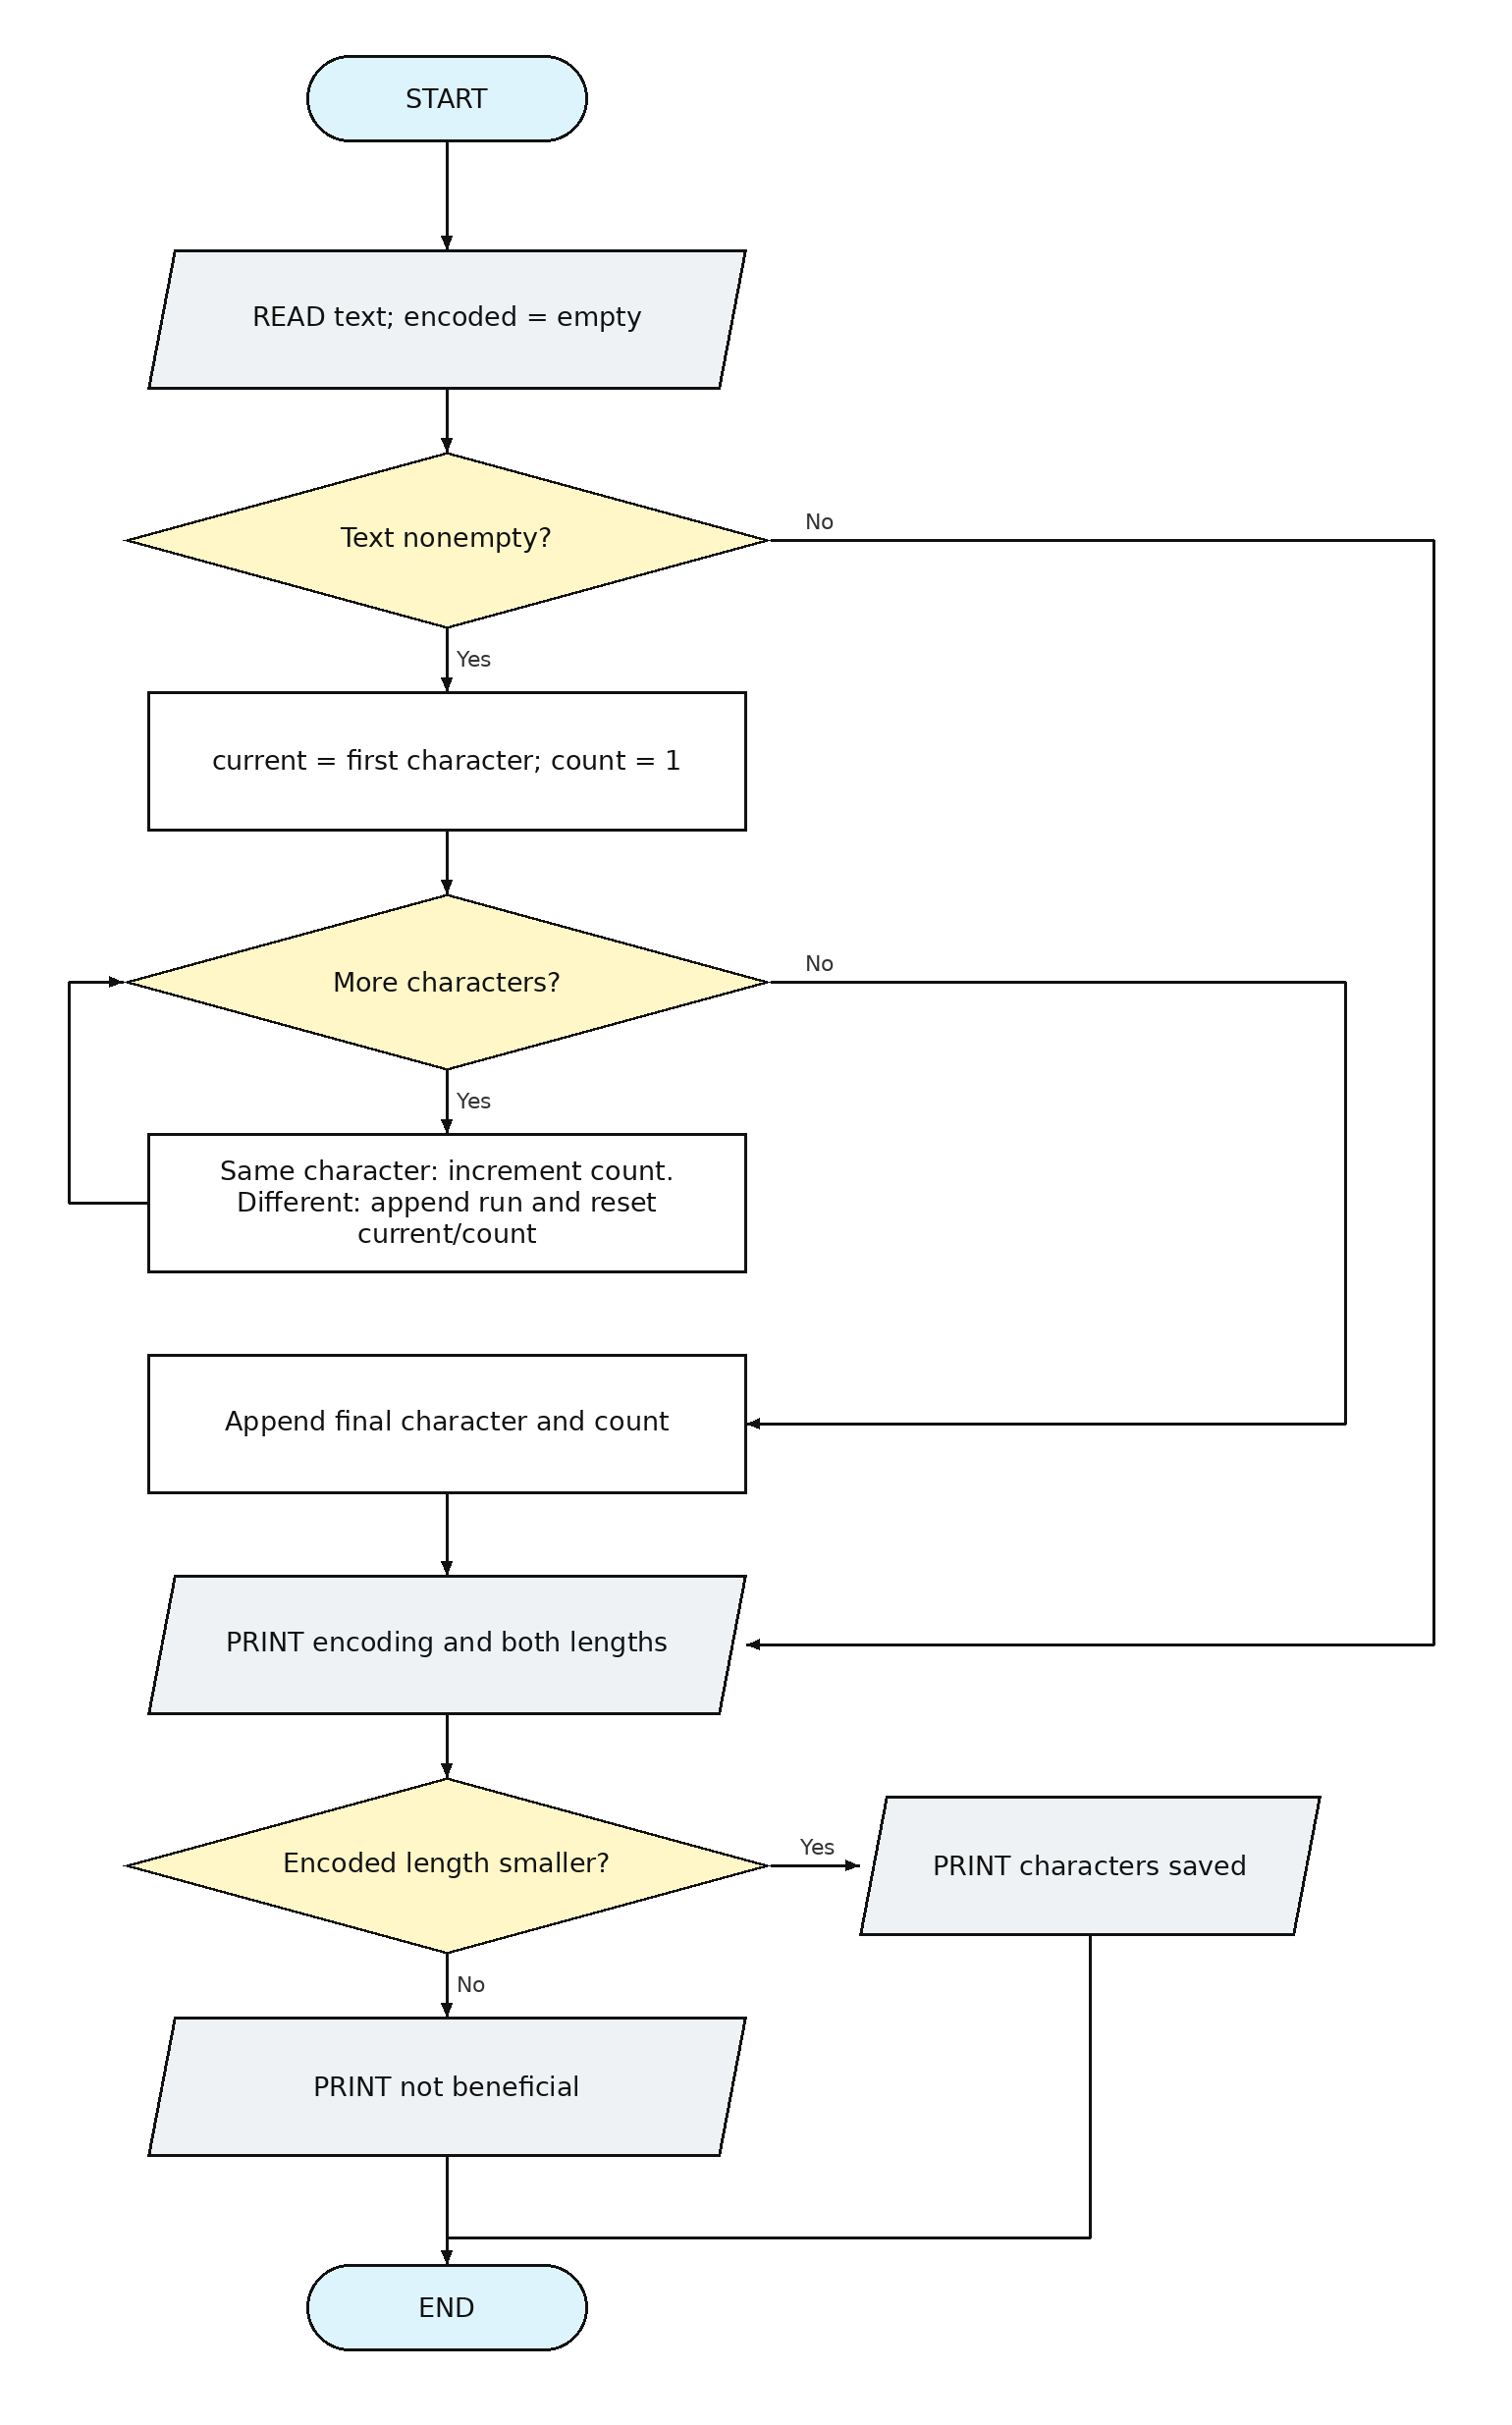 START
READ text; encoded = empty
Text nonempty?
No
Yes
current = first character; count = 1
More characters?
No
Yes
Same character: increment count.
Different: append run and reset
current/count
Append final character and count
PRINT encoding and both lengths
Encoded length smaller?
Yes
PRINT characters saved
No
PRINT not beneficial
END